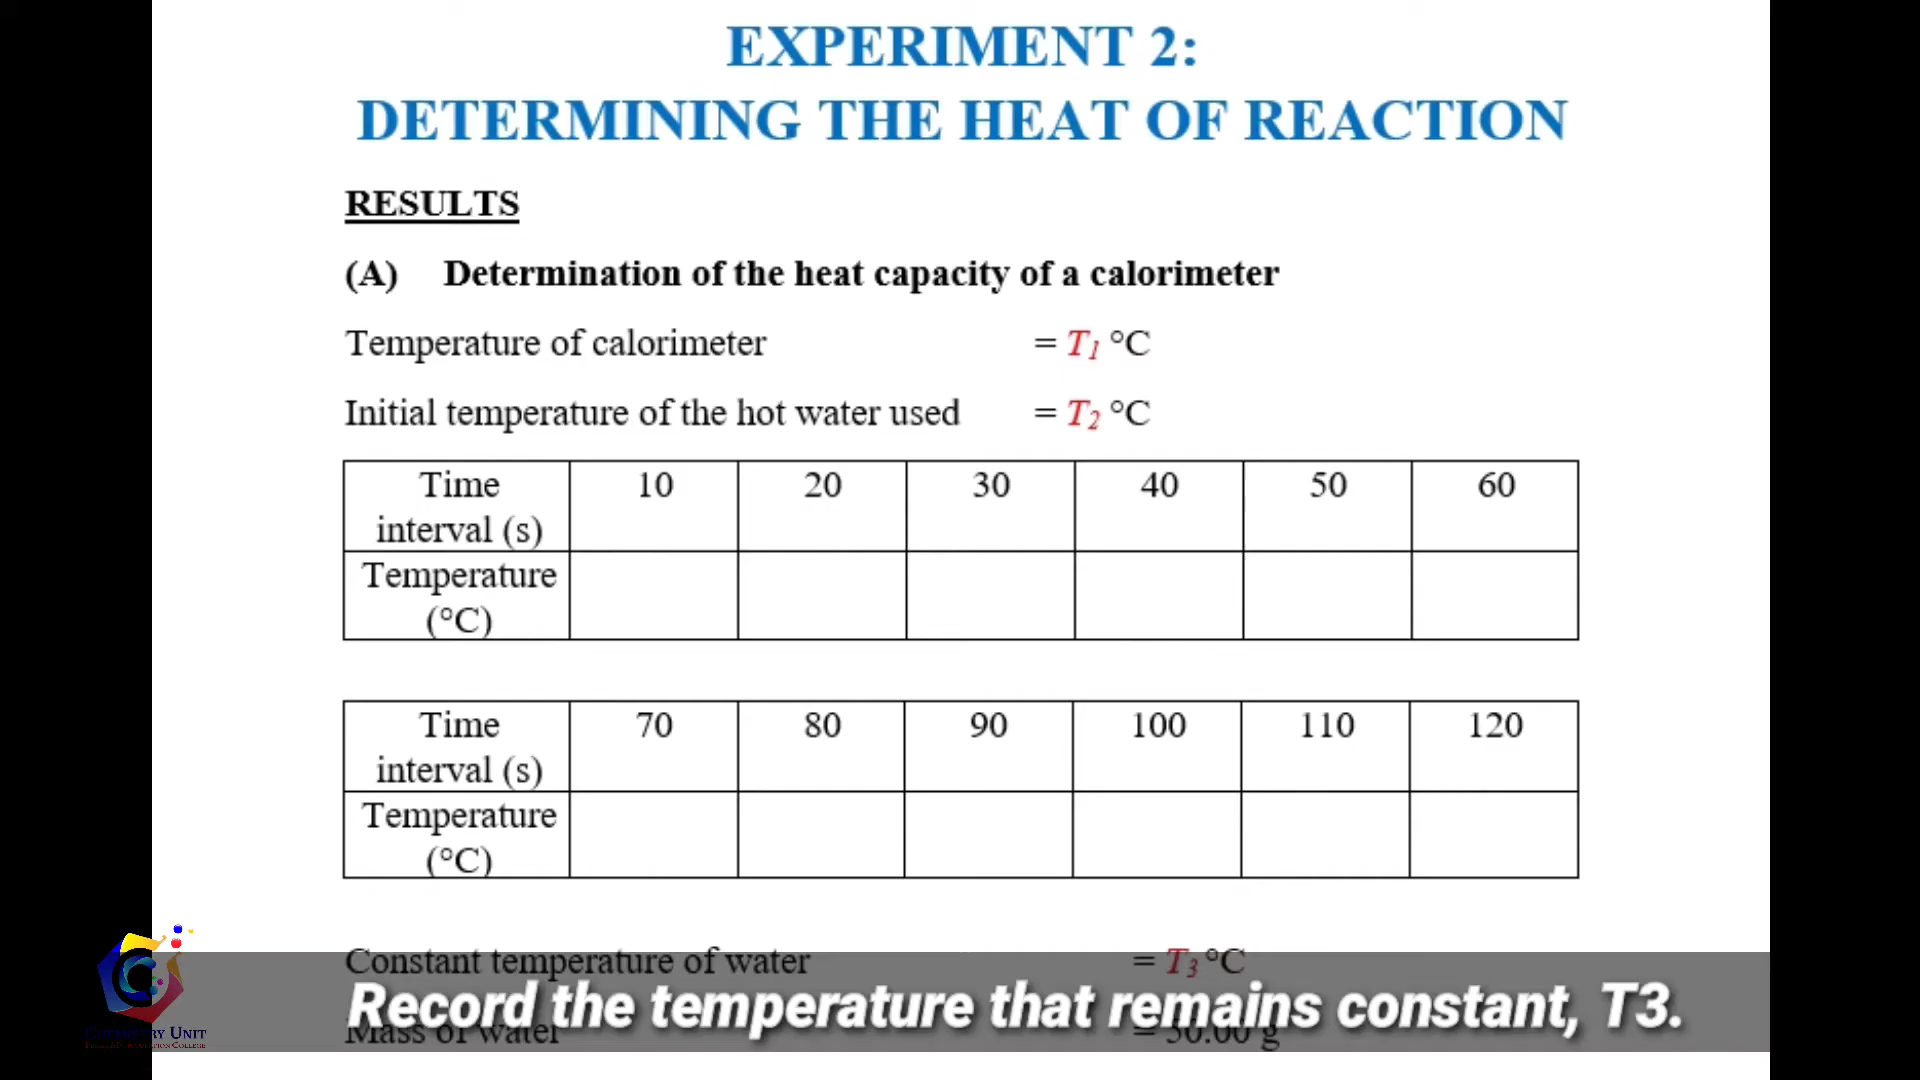 EXPERIMENT 2:
DETERMINING THE HEAT OF REACTION
RESULTS
(A) Determination of the heat capacity of a calorimeter
Temperature of calorimeter = T1 °C
Initial temperature of the hot water used = T2 °C
Time interval (s) 10 20 30 40 50 60
Temperature (°C)
Time interval (s) 70 80 90 100 110 120
Temperature (°C)
Constant temperature of water = T3 °C
Record the temperature that remains constant, T3.
Mass of water = 50.00 g
CHEMISTRY UNIT